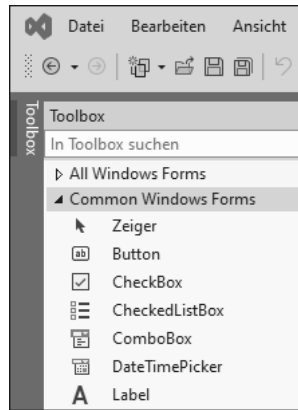 Datei Bearbeiten Ansicht
Toolbox
Toolbox
In Toolbox suchen
All Windows Forms
Common Windows Forms
Zeiger
ab Button
CheckBox
CheckedListBox
ComboBox
DateTimePicker
A Label